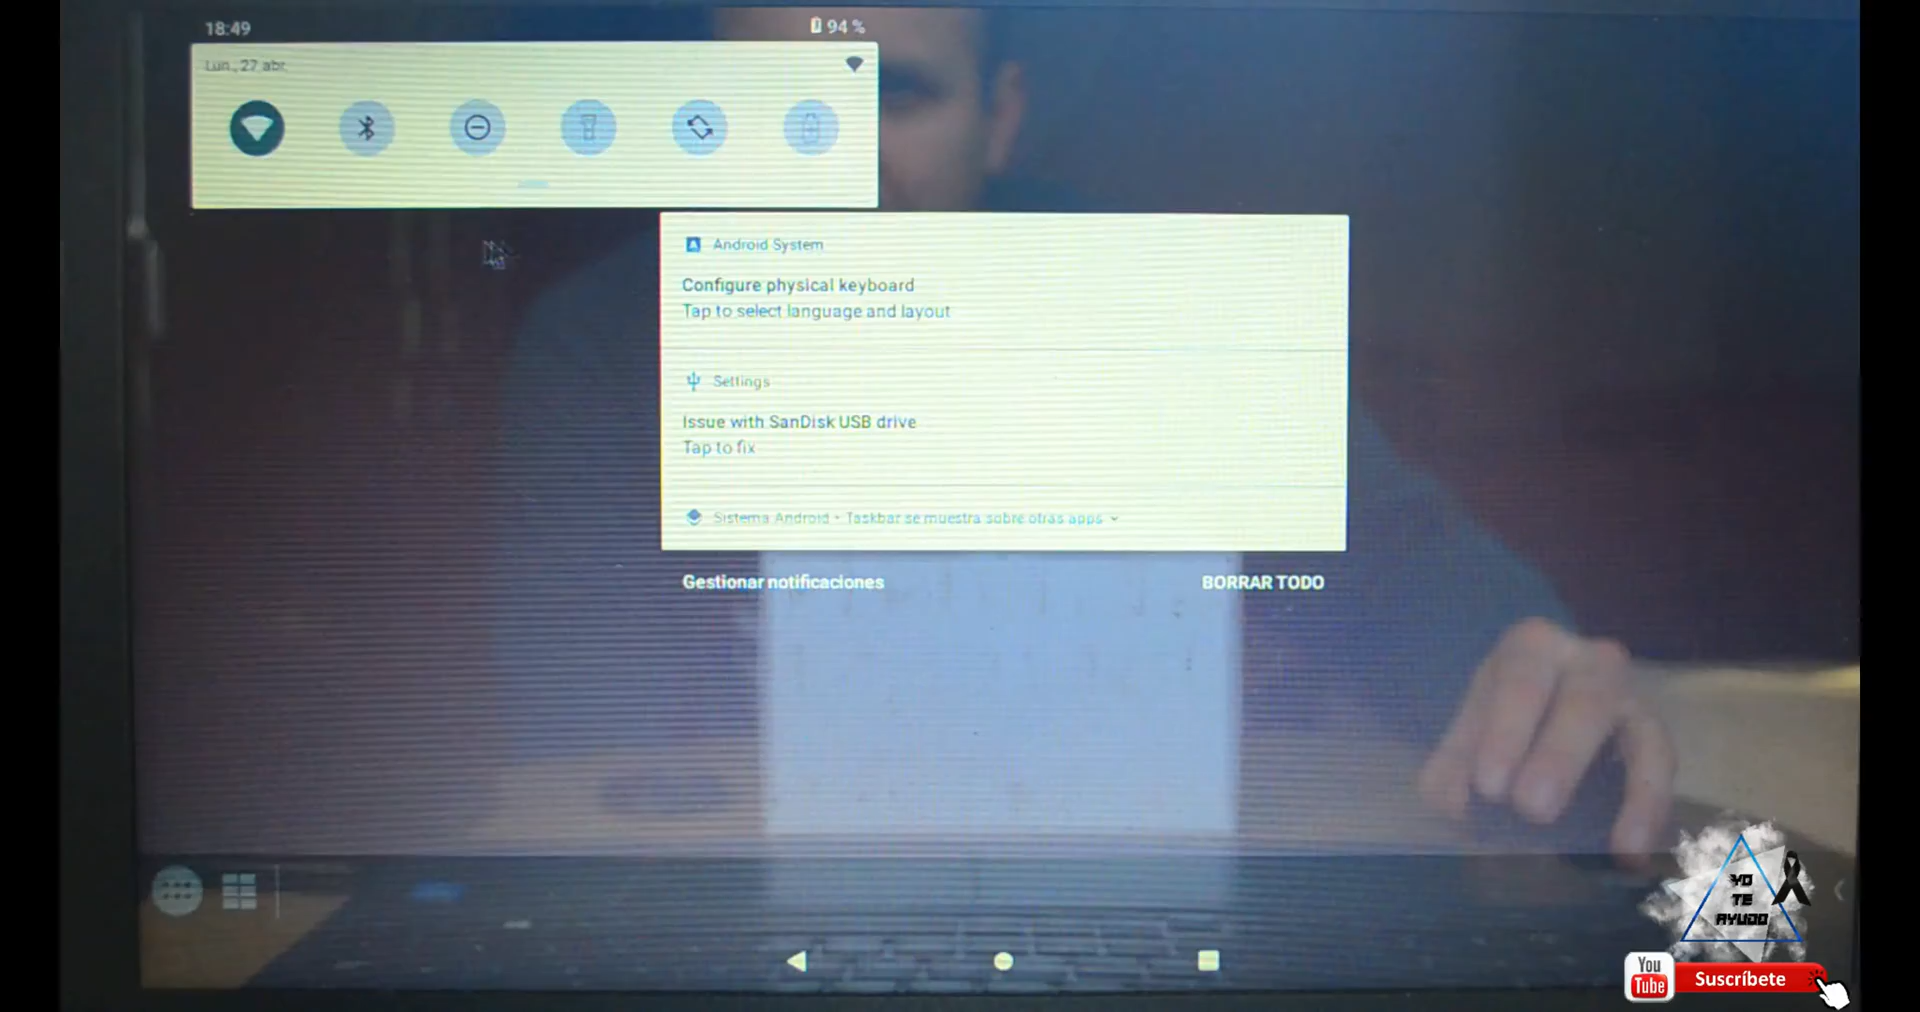 18:49
94 %
Lun., 27 abr.
Android System
Configure physical keyboard
Tap to select language and layout
Settings
Issue with SanDisk USB drive
Tap to fix
Sistema Android • Taskbar se muestra sobre otras apps
Gestionar notificaciones
BORRAR TODO
YO
TE
AYUDO
You
Tube
Suscríbete